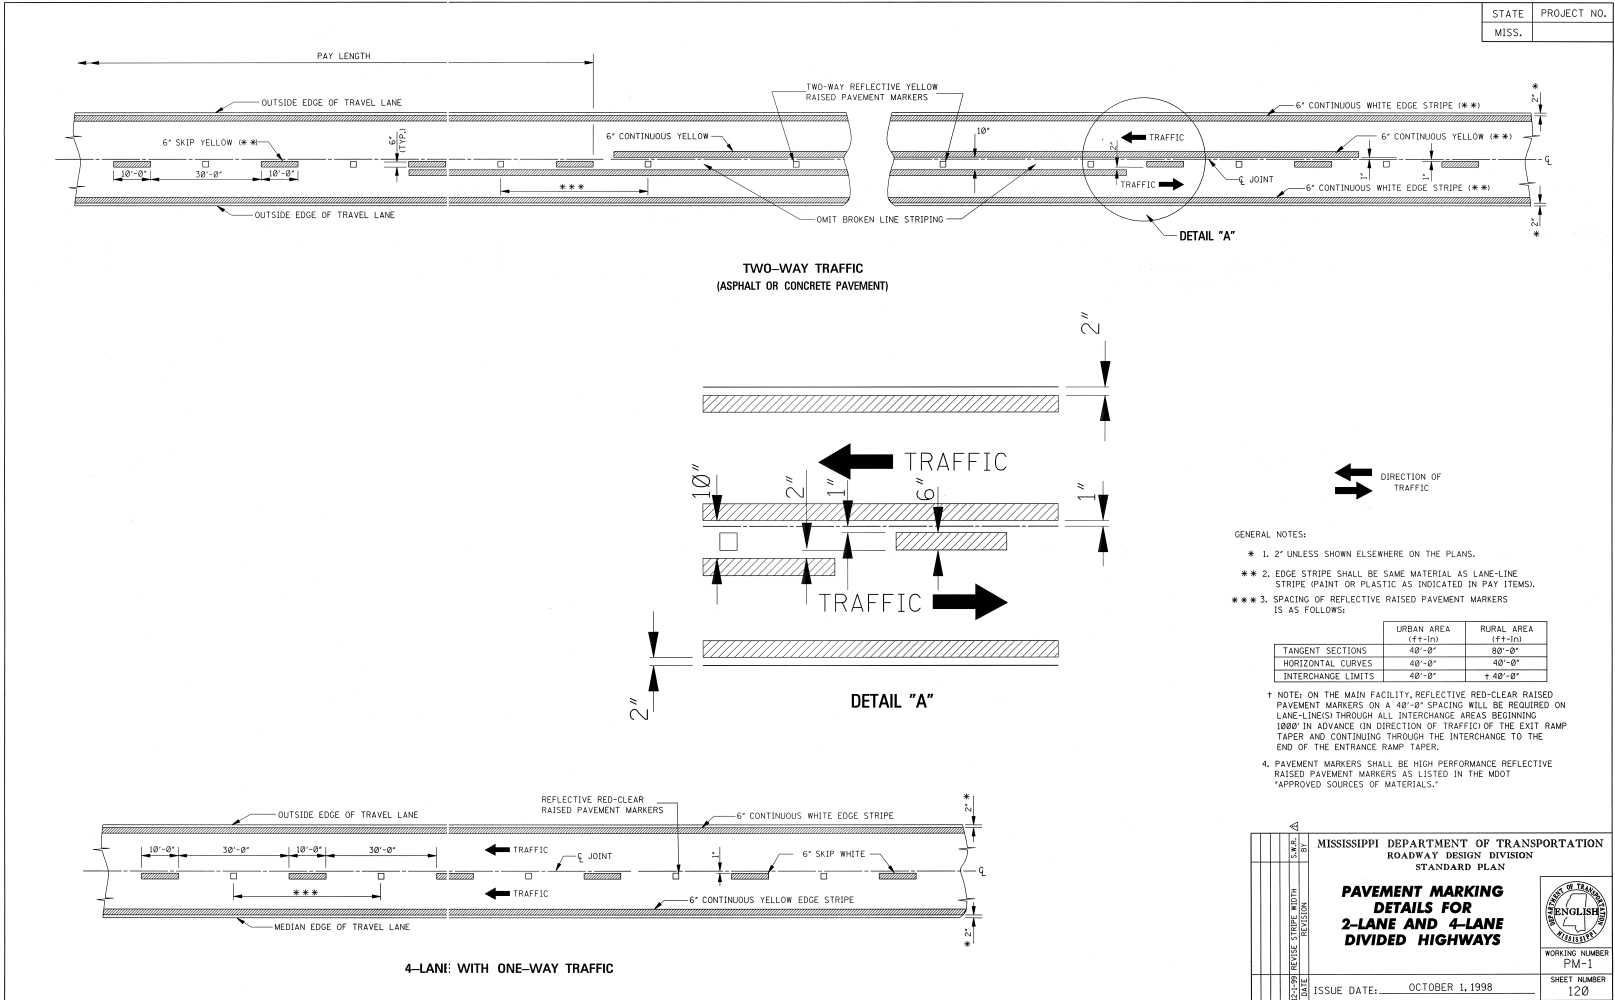 STATE PROJECT NO.
MISS.
PAY LENGTH
OUTSIDE EDGE OF TRAVEL LANE
6" SKIP YELLOW (**)
6" (TYP.)
6" CONTINUOUS YELLOW
TWO-WAY REFLECTIVE YELLOW
RAISED PAVEMENT MARKERS
10"
2"
TRAFFIC
6" CONTINUOUS WHITE EDGE STRIPE (**)
2" *
6" CONTINUOUS YELLOW (**)
10'-0" 30'-0" 10'-0"
***
TRAFFIC
℄ JOINT
1"
1"
℄
6" CONTINUOUS WHITE EDGE STRIPE (**)
OUTSIDE EDGE OF TRAVEL LANE
OMIT BROKEN LINE STRIPING
* 2"
DETAIL "A"
TWO-WAY TRAFFIC
(ASPHALT OR CONCRETE PAVEMENT)
2"
TRAFFIC
10" 2" 1" 6" 1"
TRAFFIC
2"
DETAIL "A"
DIRECTION OF
TRAFFIC
GENERAL NOTES:
* 1. 2" UNLESS SHOWN ELSEWHERE ON THE PLANS.
** 2. EDGE STRIPE SHALL BE SAME MATERIAL AS LANE-LINE
STRIPE (PAINT OR PLASTIC AS INDICATED IN PAY ITEMS).
*** 3. SPACING OF REFLECTIVE RAISED PAVEMENT MARKERS
IS AS FOLLOWS:
URBAN AREA RURAL AREA
(ft-in) (ft-in)
TANGENT SECTIONS 40'-0" 80'-0"
HORIZONTAL CURVES 40'-0" 40'-0"
INTERCHANGE LIMITS 40'-0" † 40'-0"
† NOTE: ON THE MAIN FACILITY, REFLECTIVE RED-CLEAR RAISED
PAVEMENT MARKERS ON A 40'-0" SPACING WILL BE REQUIRED ON
LANE-LINE(S) THROUGH ALL INTERCHANGE AREAS BEGINNING
1000' IN ADVANCE (IN DIRECTION OF TRAFFIC) OF THE EXIT RAMP
TAPER AND CONTINUING THROUGH THE INTERCHANGE TO THE
END OF THE ENTRANCE RAMP TAPER.
4. PAVEMENT MARKERS SHALL BE HIGH PERFORMANCE REFLECTIVE
RAISED PAVEMENT MARKERS AS LISTED IN THE MDOT
"APPROVED SOURCES OF MATERIALS."
OUTSIDE EDGE OF TRAVEL LANE
REFLECTIVE RED-CLEAR
RAISED PAVEMENT MARKERS
6" CONTINUOUS WHITE EDGE STRIPE
2" *
10'-0" 30'-0" 10'-0" 30'-0"
TRAFFIC
℄ JOINT
1"
6" SKIP WHITE
℄
***
TRAFFIC
6" CONTINUOUS YELLOW EDGE STRIPE
MEDIAN EDGE OF TRAVEL LANE
* 2"
4-LANE WITH ONE-WAY TRAFFIC
S.W.R. BY
REVISE STRIPE WIDTH REVISION
12-1-99 DATE
MISSISSIPPI DEPARTMENT OF TRANSPORTATION
ROADWAY DESIGN DIVISION
STANDARD PLAN
PAVEMENT MARKING
DETAILS FOR
2-LANE AND 4-LANE
DIVIDED HIGHWAYS
DEPARTMENT OF TRANSPORTATION
ENGLISH
MISSISSIPPI
WORKING NUMBER
PM-1
ISSUE DATE: OCTOBER 1, 1998
SHEET NUMBER
120